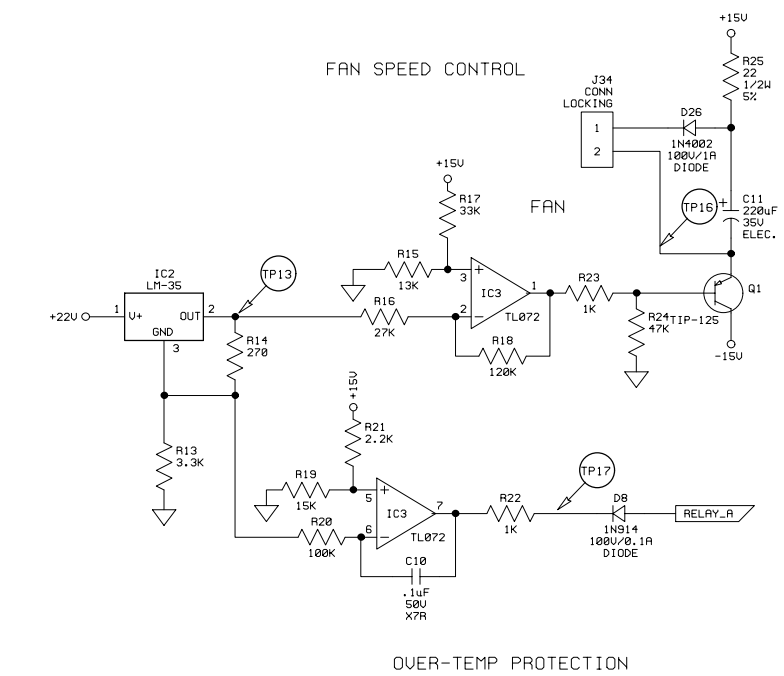 FAN SPEED CONTROL
+15V
R25
22
1/2W
5%
J34
CONN
LOCKING
1
2
D26
1N4002
100V/1A
DIODE
+
C11
220uF
35V
ELEC.
TP16
FAN
+15V
R17
33K
R15
13K
3
+
IC3
1
2
-
TL072
R16
27K
R18
120K
R23
1K
R24
47K
TIP-125
Q1
-15V
IC2
LM-35
+22V
1
V+
OUT
2
GND
3
TP13
R14
270
R13
3.3K
+15V
R21
2.2K
R19
15K
5
+
IC3
7
6
-
TL072
R20
100K
C10
.1uF
50V
X7R
R22
1K
TP17
D8
1N914
100V/0.1A
DIODE
RELAY_A
OVER-TEMP PROTECTION